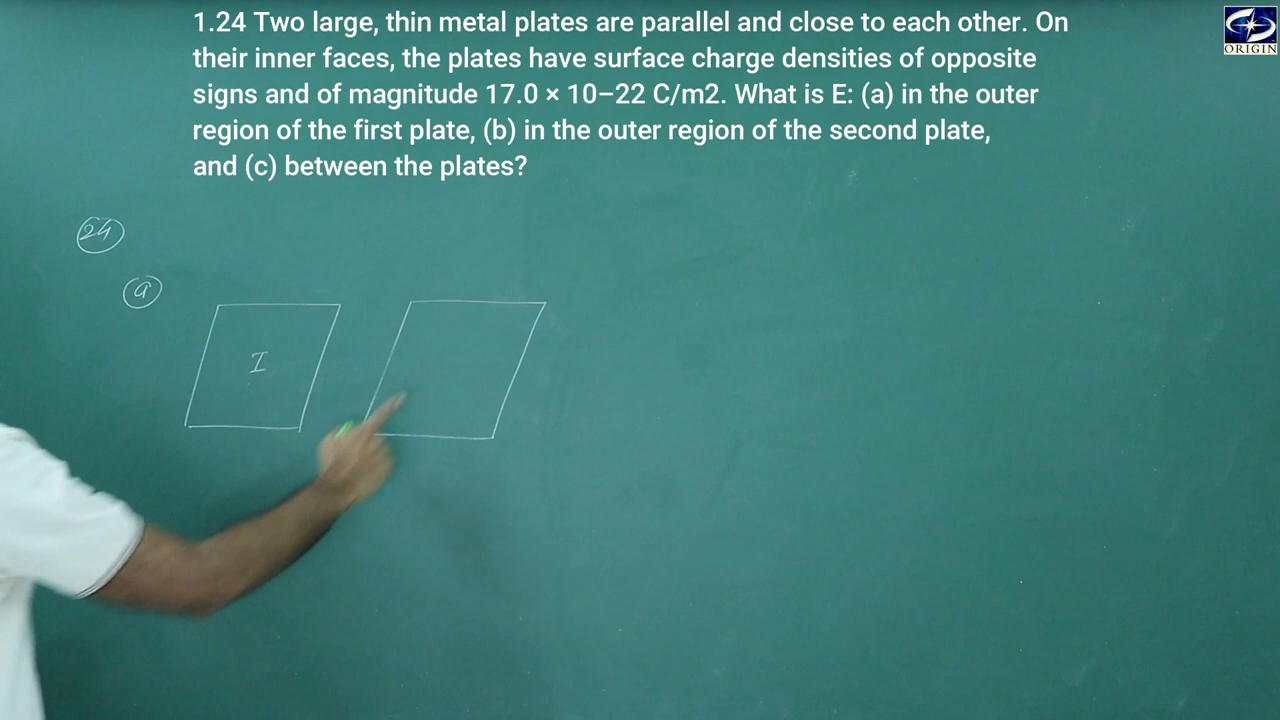 1.24 Two large, thin metal plates are parallel and close to each other. On
their inner faces, the plates have surface charge densities of opposite
signs and of magnitude 17.0 × 10–22 C/m2. What is E: (a) in the outer
region of the first plate, (b) in the outer region of the second plate,
and (c) between the plates?
ORIGIN
24
a
I